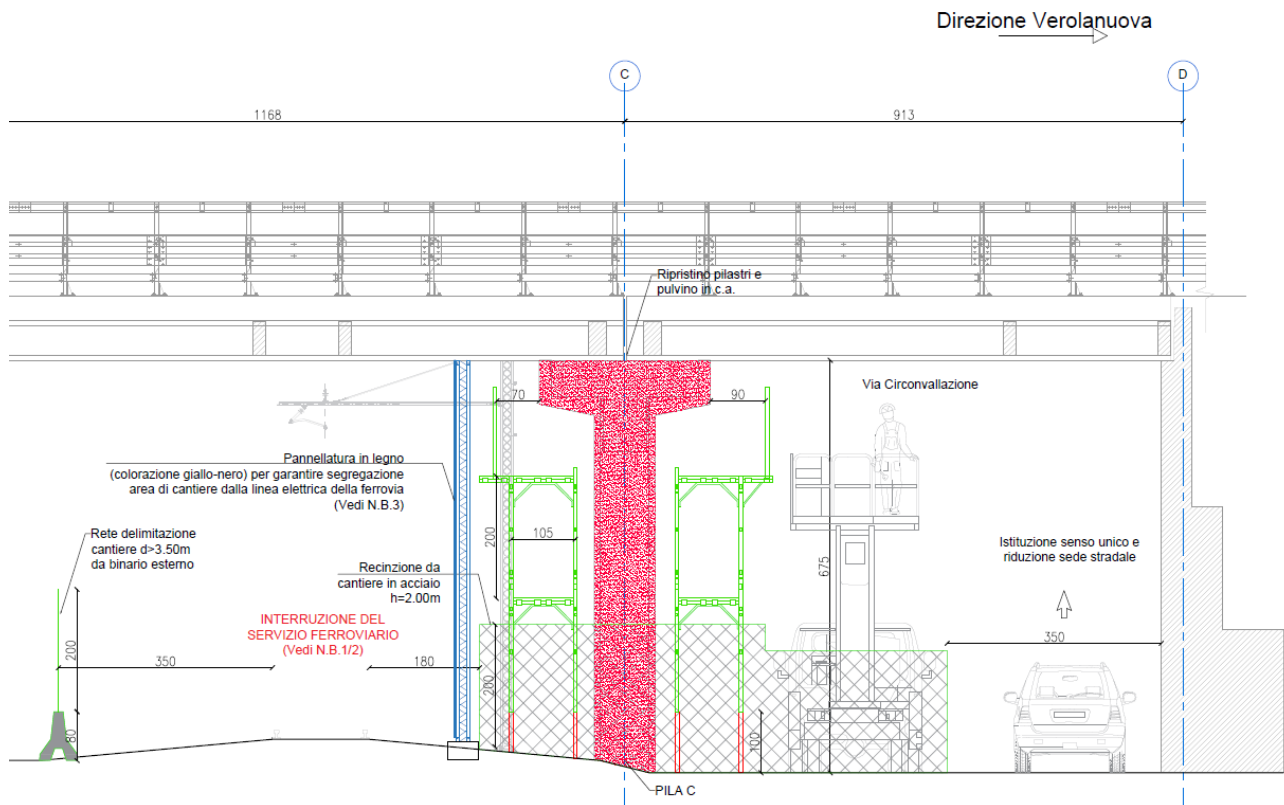 Direzione Verolanuova
C
D
1168
913
Ripristino pilastri e
pulvino in c.a.
Via Circonvallazione
70
90
Pannellatura in legno
(colorazione giallo-nero) per garantire segregazione
area di cantiere dalla linea elettrica della ferrovia
(Vedi N.B.3)
Rete delimitazione
cantiere d>3.50m
da binario esterno
200
105
675
Istituzione senso unico e
riduzione sede stradale
Recinzione da
cantiere in acciaio
h=2.00m
INTERRUZIONE DEL
SERVIZIO FERROVIARIO
(Vedi N.B.1/2)
200
350
180
200
350
80
100
PILA C